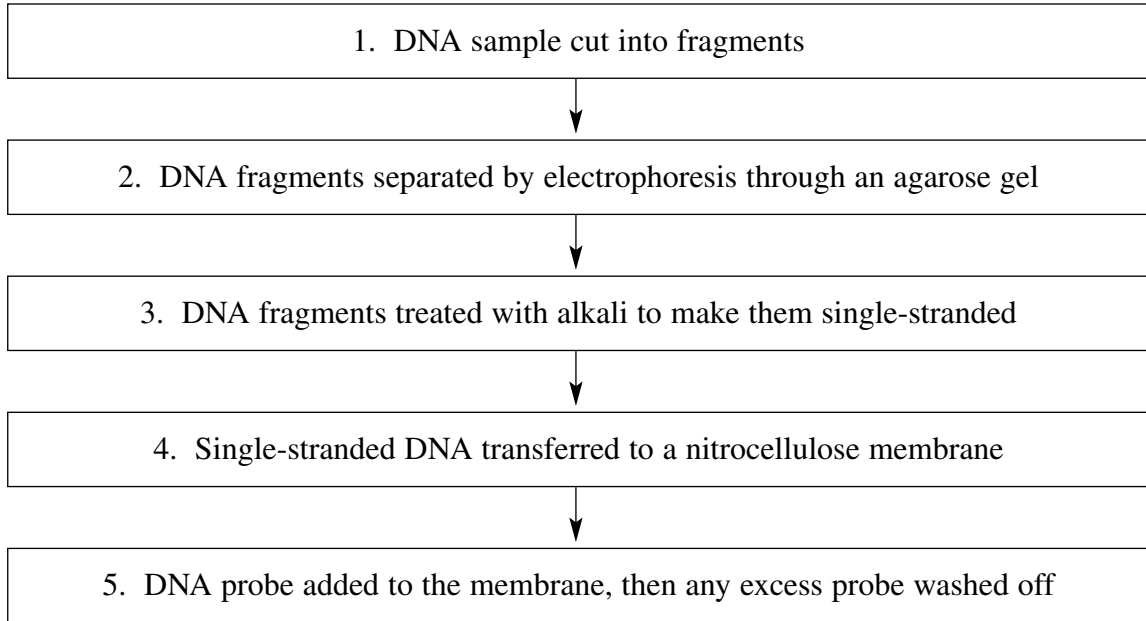 1. DNA sample cut into fragments
2. DNA fragments separated by electrophoresis through an agarose gel
3. DNA fragments treated with alkali to make them single-stranded
4. Single-stranded DNA transferred to a nitrocellulose membrane
5. DNA probe added to the membrane, then any excess probe washed off